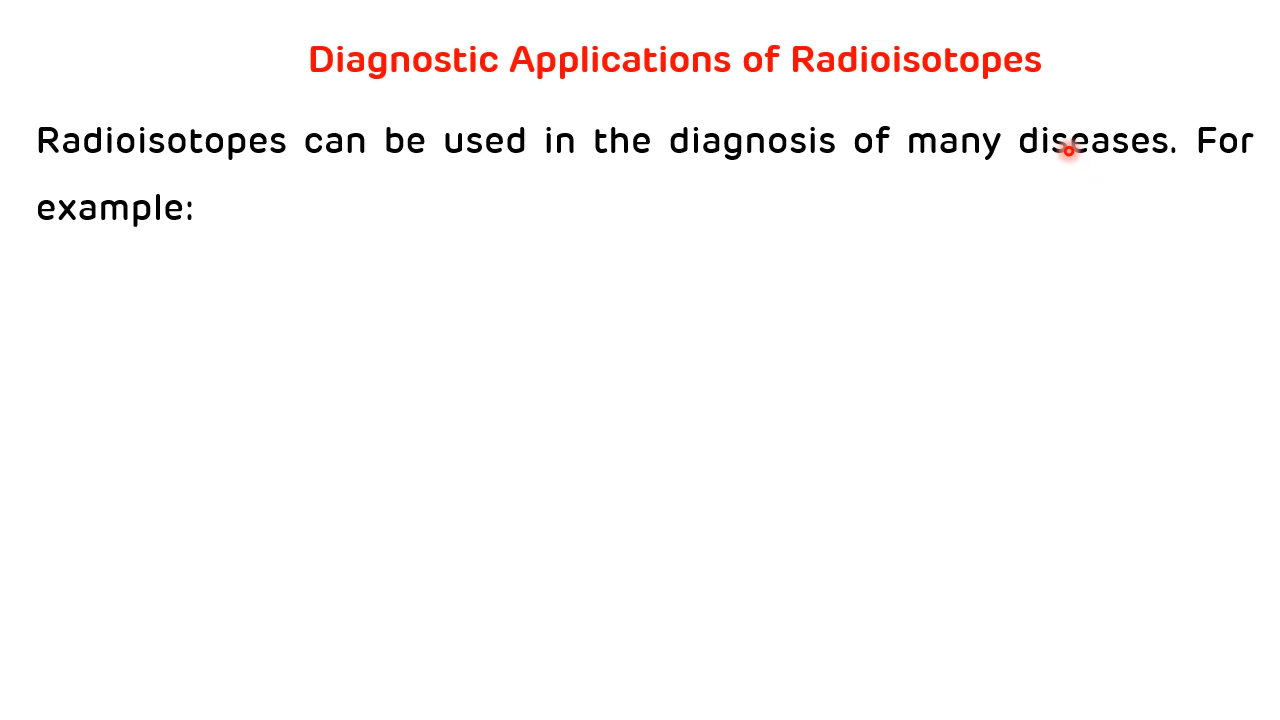 Diagnostic Applications of Radioisotopes
Radioisotopes can be used in the diagnosis of many diseases. For
example: